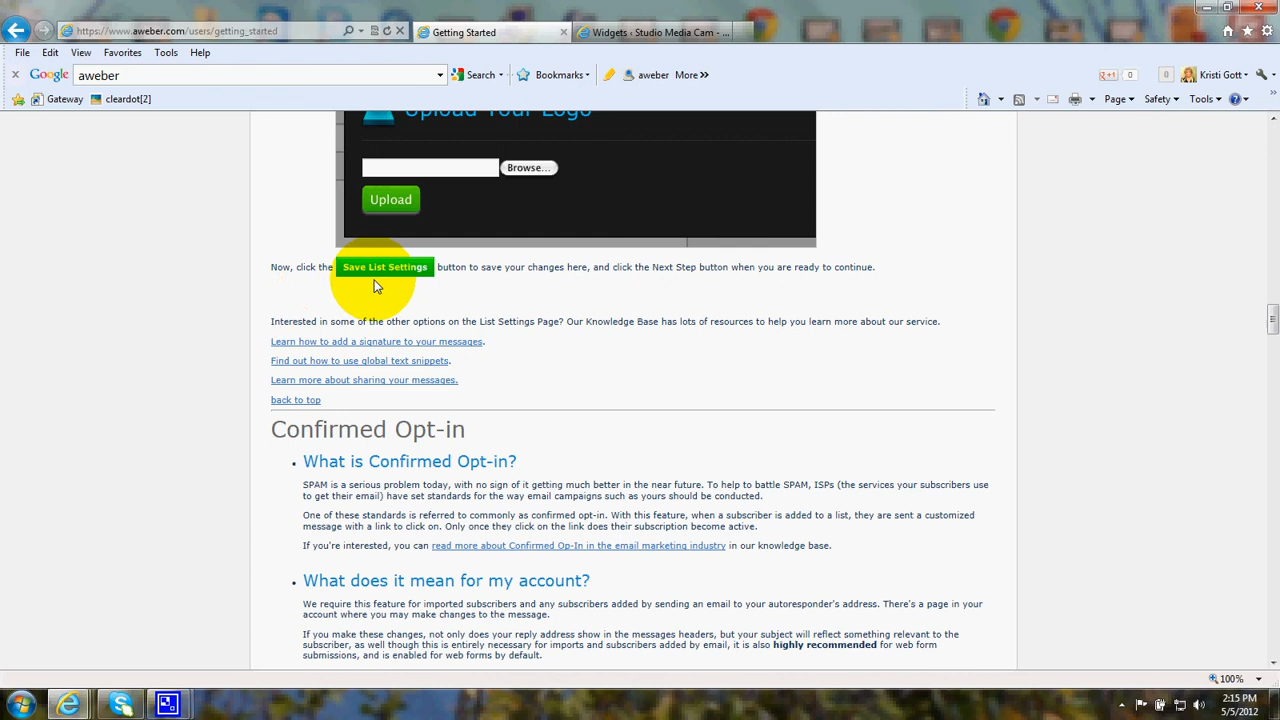 https://www.aweber.com/users/getting_started
Getting Started
Widgets ‹ Studio Media Cam - ...
File Edit View Favorites Tools Help
Google aweber Search Bookmarks aweber More »
+1 0 0 Kristi Gott
Gateway cleardot[2] Page Safety Tools
Upload Your Logo
Browse...
Upload
Now, click the Save List Settings button to save your changes here, and click the Next Step button when you are ready to continue.
Interested in some of the other options on the List Settings Page? Our Knowledge Base has lots of resources to help you learn more about our service.
Learn how to add a signature to your messages.
Find out how to use global text snippets.
Learn more about sharing your messages.
back to top
Confirmed Opt-in
• What is Confirmed Opt-in?
SPAM is a serious problem today, with no sign of it getting much better in the near future. To help to battle SPAM, ISPs (the services your subscribers use
to get their email) have set standards for the way email campaigns such as yours should be conducted.
One of these standards is referred to commonly as confirmed opt-in. With this feature, when a subscriber is added to a list, they are sent a customized
message with a link to click on. Only once they click on the link does their subscription become active.
If you're interested, you can read more about Confirmed Op-In in the email marketing industry in our knowledge base.
• What does it mean for my account?
We require this feature for imported subscribers and any subscribers added by sending an email to your autoresponder's address. There's a page in your
account where you may make changes to the message.
If you make these changes, not only does your reply address show in the messages headers, but your subject will reflect something relevant to the
subscriber, as well though this is entirely necessary for imports and subscribers added by email, it is also highly recommended for web form
submissions, and is enabled for web forms by default.
100%
2:15 PM
5/5/2012